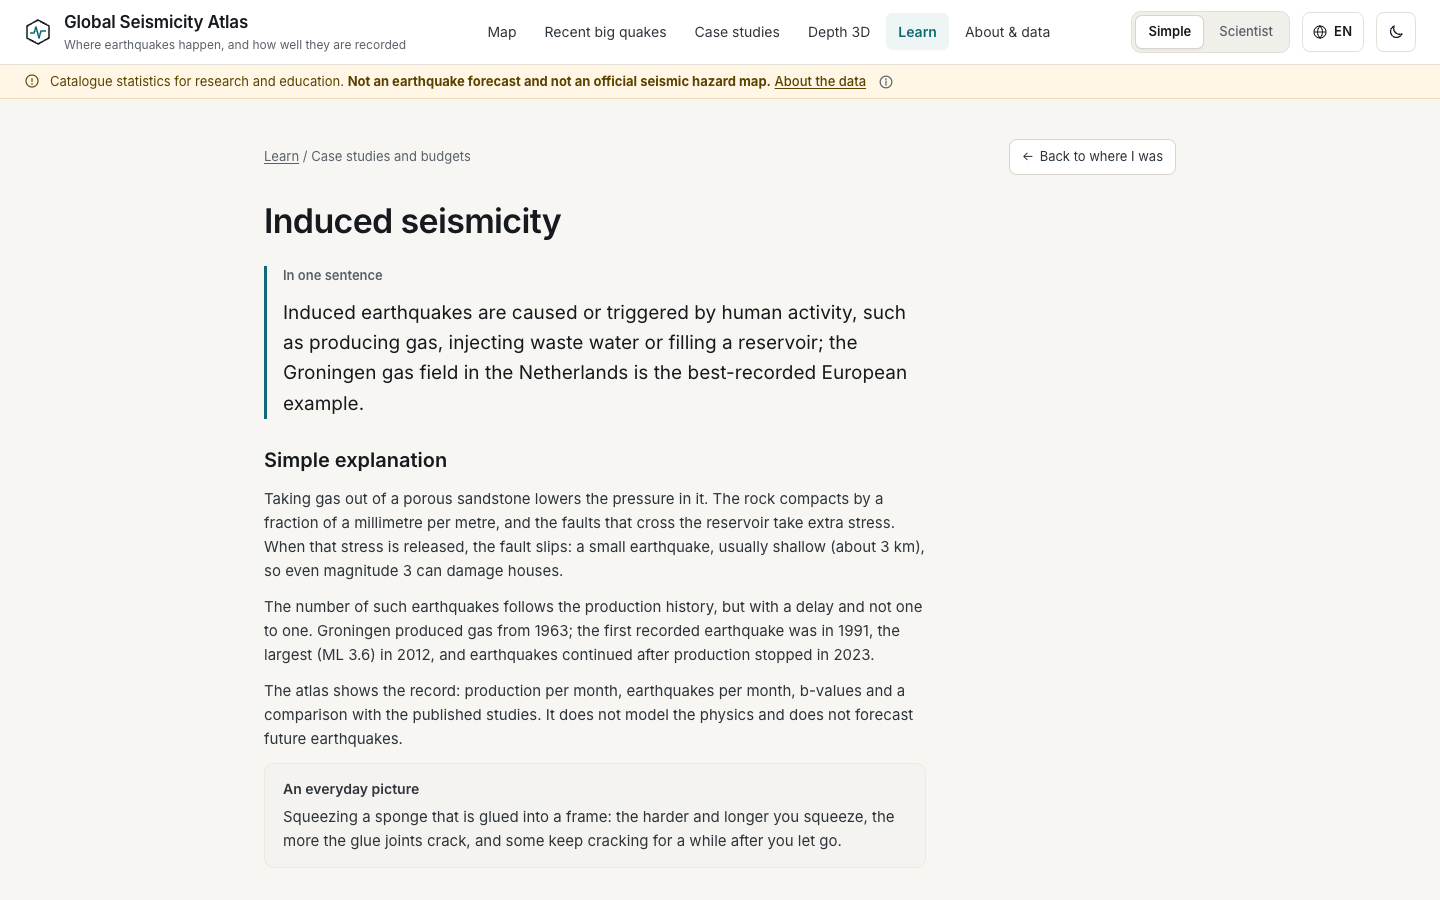 Global Seismicity Atlas
Where earthquakes happen, and how well they are recorded
Map
Recent big quakes
Case studies
Depth 3D
Learn
About & data
Simple
Scientist
EN
Catalogue statistics for research and education. Not an earthquake forecast and not an official seismic hazard map. About the data
Learn / Case studies and budgets
← Back to where I was
Induced seismicity
In one sentence
Induced earthquakes are caused or triggered by human activity, such
as producing gas, injecting waste water or filling a reservoir; the
Groningen gas field in the Netherlands is the best-recorded European
example.
Simple explanation
Taking gas out of a porous sandstone lowers the pressure in it. The rock compacts by a
fraction of a millimetre per metre, and the faults that cross the reservoir take extra stress.
When that stress is released, the fault slips: a small earthquake, usually shallow (about 3 km),
so even magnitude 3 can damage houses.
The number of such earthquakes follows the production history, but with a delay and not one
to one. Groningen produced gas from 1963; the first recorded earthquake was in 1991, the
largest (ML 3.6) in 2012, and earthquakes continued after production stopped in 2023.
The atlas shows the record: production per month, earthquakes per month, b-values and a
comparison with the published studies. It does not model the physics and does not forecast
future earthquakes.
An everyday picture
Squeezing a sponge that is glued into a frame: the harder and longer you squeeze, the
more the glue joints crack, and some keep cracking for a while after you let go.